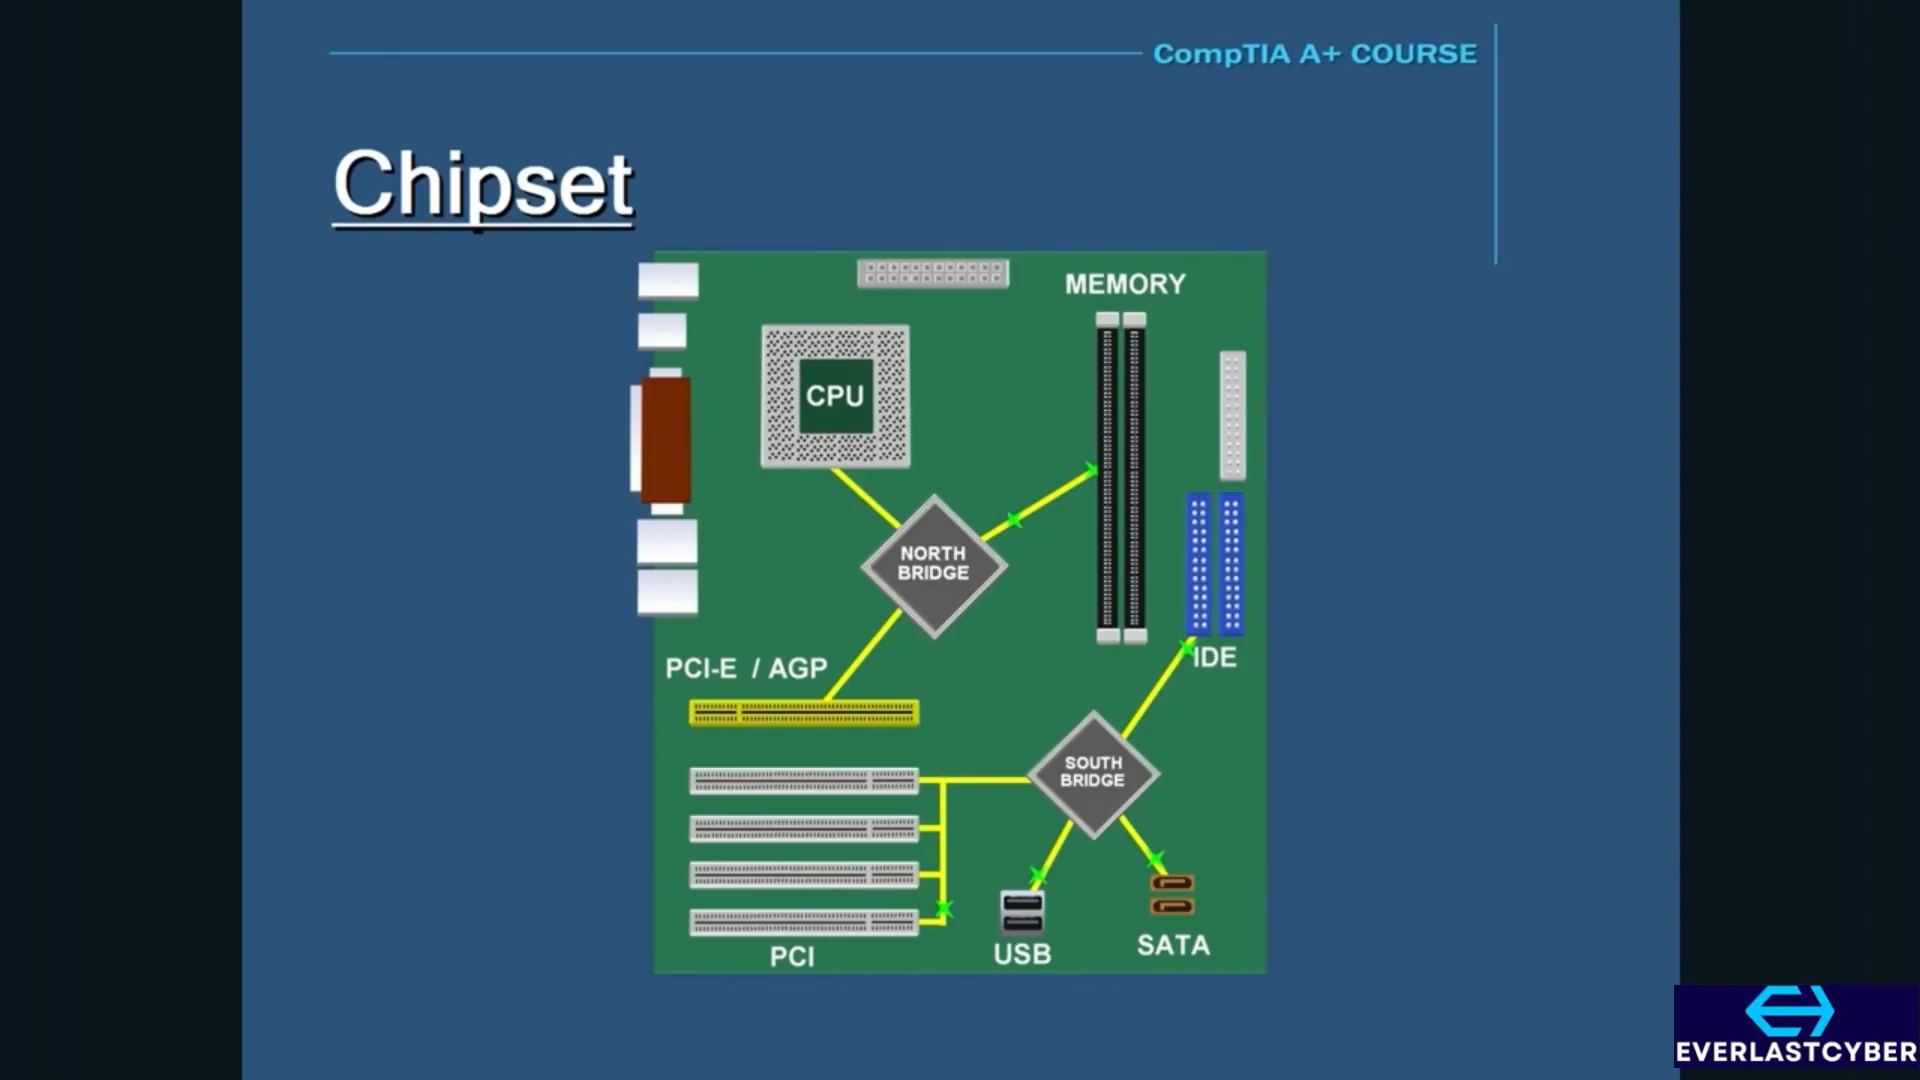 CompTIA A+ COURSE
Chipset
MEMORY
CPU
NORTH
BRIDGE
IDE
PCI-E / AGP
SOUTH
BRIDGE
PCI
USB
SATA
EVERLASTCYBER